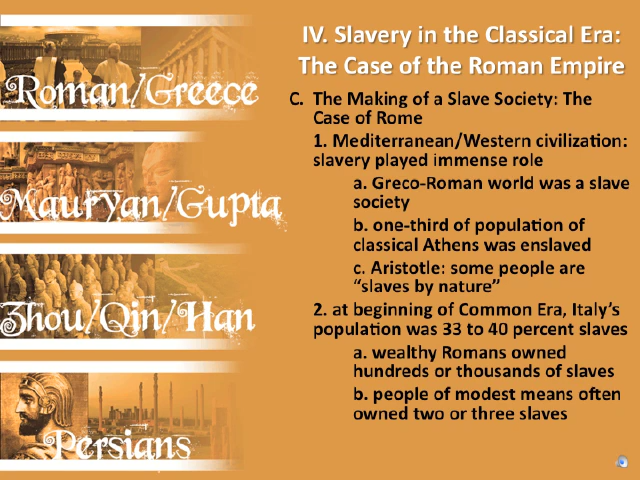 Roman/Greece
Mauryan/Gupta
Zhou/Qin/Han
Persians
IV. Slavery in the Classical Era:
The Case of the Roman Empire
C. The Making of a Slave Society: The
Case of Rome
1. Mediterranean/Western civilization:
slavery played immense role
a. Greco-Roman world was a slave
society
b. one-third of population of
classical Athens was enslaved
c. Aristotle: some people are
“slaves by nature”
2. at beginning of Common Era, Italy’s
population was 33 to 40 percent slaves
a. wealthy Romans owned
hundreds or thousands of slaves
b. people of modest means often
owned two or three slaves